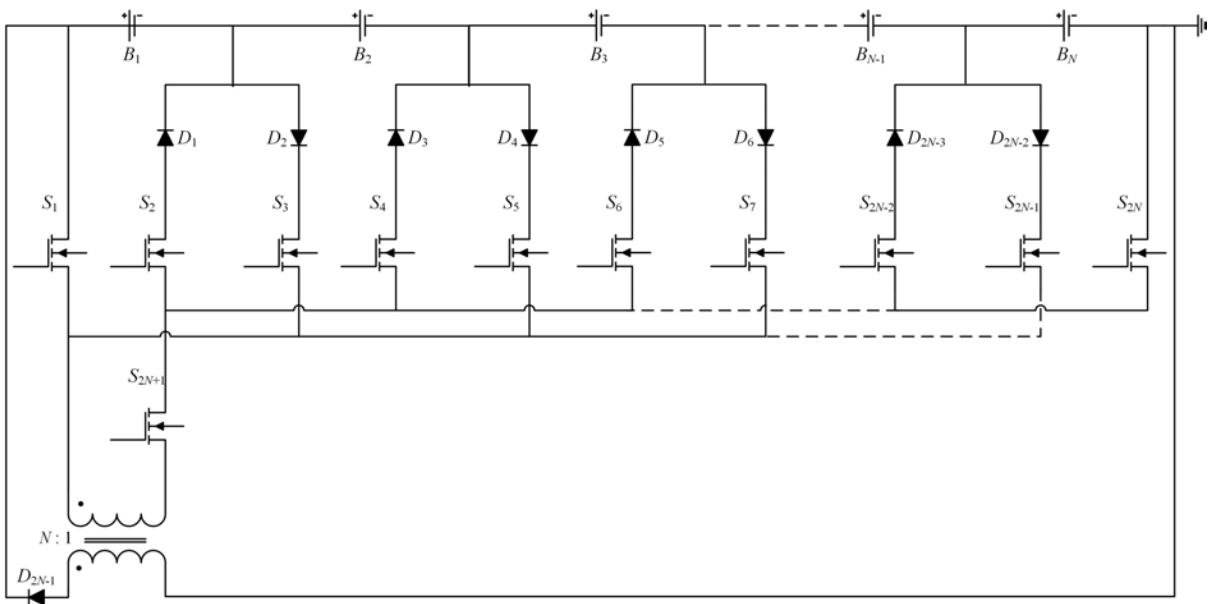 + - + - + - + - + -
B1 B2 B3 BN-1 BN
D1 D2 D3 D4 D5 D6 D2N-3 D2N-2
S1 S2 S3 S4 S5 S6 S7 S2N-2 S2N-1 S2N
S2N+1
N : 1
D2N-1